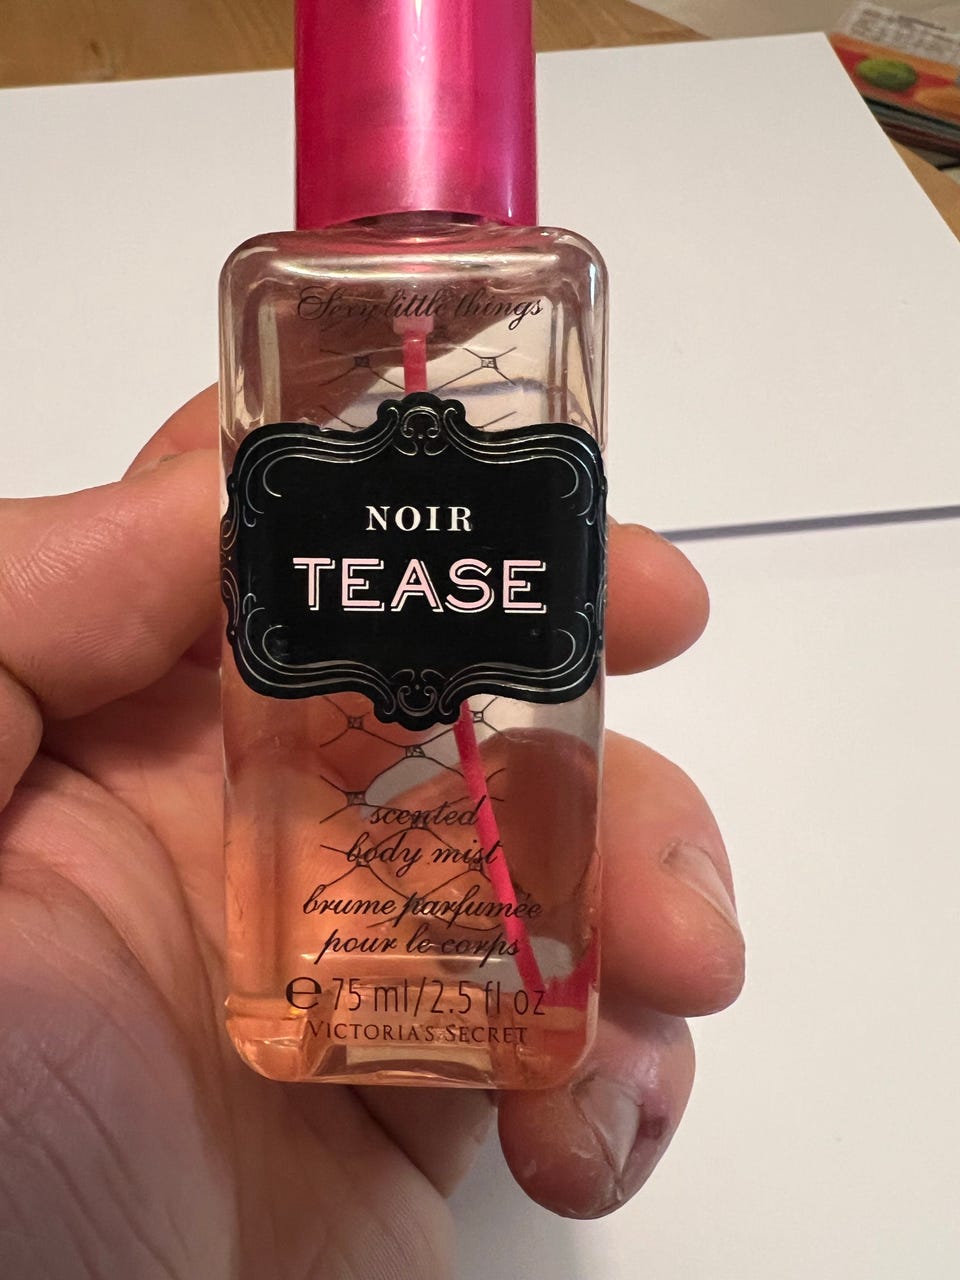 Sexy little things
NOIR
TEASE
scented
body mist
brume parfumée
pour le corps
℮ 75 ml/2.5 fl oz
VICTORIA'S SECRET